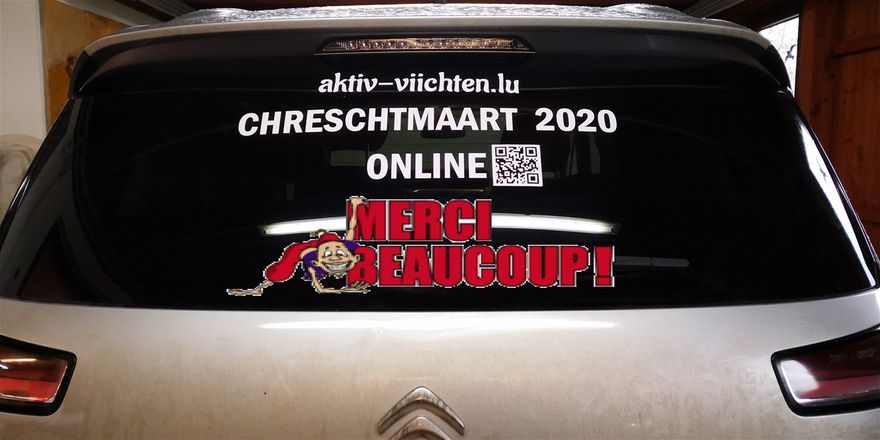 aktiv-viichten.lu
CHRESCHTMAART 2020
ONLINE
MERCI
BEAUCOUP!